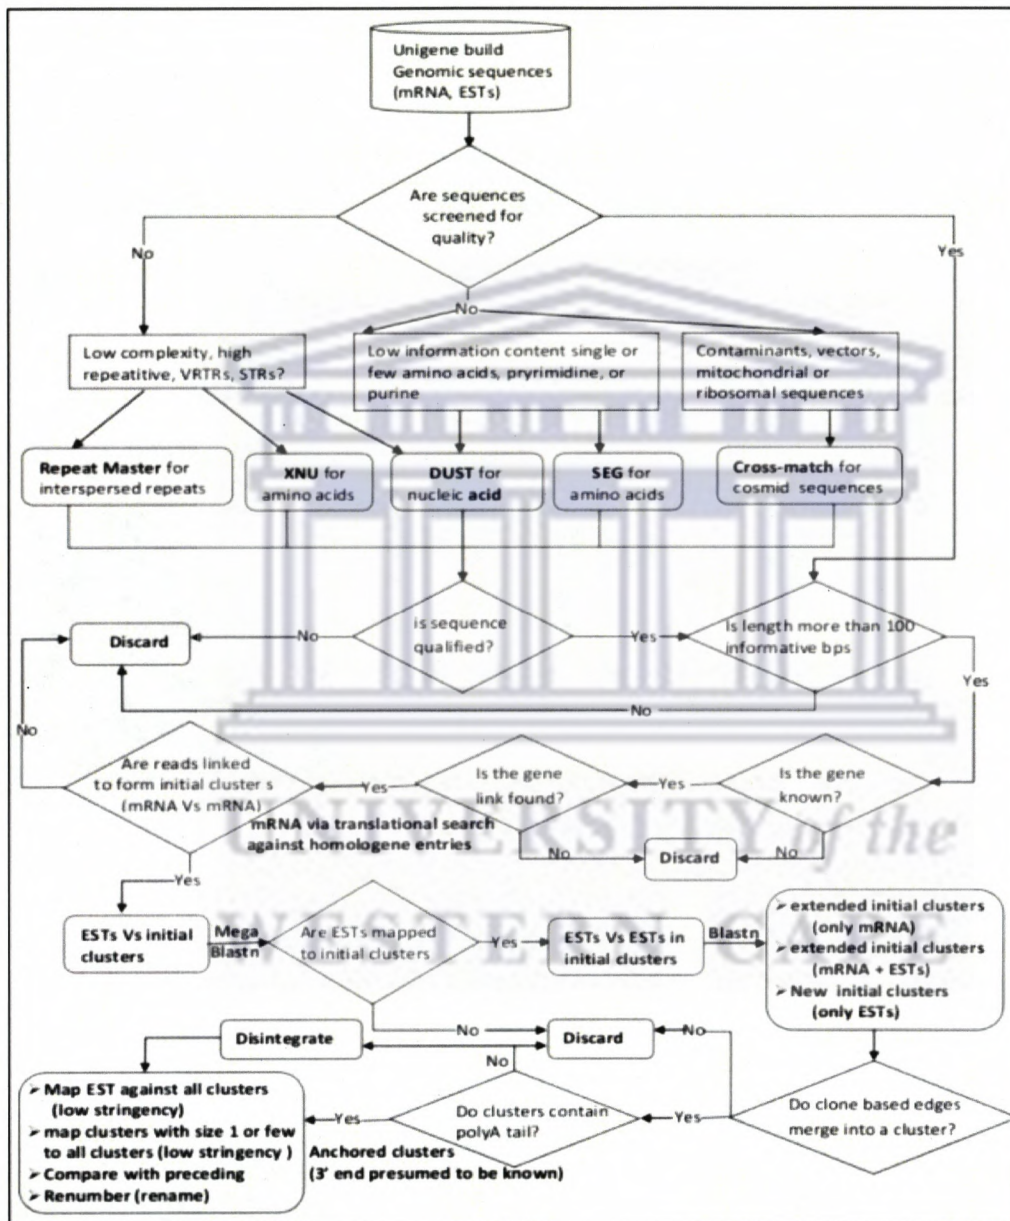 Unigene build
Genomic sequences
(mRNA, ESTs)
Are sequences
screened for
quality?
No
Yes
No
Low complexity, high
repeatitive, VRTRs, STRs?
Low information content single or
few amino acids, pryrimidine, or
purine
Contaminants, vectors,
mitochondrial or
ribosomal sequences
Repeat Master for
interspersed repeats
XNU for
amino acids
DUST for
nucleic acid
SEG for
amino acids
Cross-match for
cosmid sequences
Discard
No
is sequence
qualified?
Yes
Is length more than 100
informative bps
Yes
No
No
Are reads linked
to form initial cluster s
(mRNA Vs mRNA)
Yes
Is the gene
link found?
Yes
Is the gene
known?
mRNA via translational search
against homologene entries
No
Discard
No
Yes
UNIVERSITY of the
WESTERN CAPE
ESTs Vs initial
clusters
Mega
Blastn
Are ESTs mapped
to initial clusters
Yes
ESTs Vs ESTs in
initial clusters
Blastn
➢ extended initial clusters
(only mRNA)
➢ extended initial clusters
(mRNA + ESTs)
➢ New initial clusters
(only ESTs)
Disintegrate
No
Discard
No
No
➢ Map EST against all clusters
(low stringency)
➢ map clusters with size 1 or few
to all clusters (low stringency )
➢ Compare with preceding
➢ Renumber (rename)
Yes
Do clusters contain
polyA tail?
Yes
Do clone based edges
merge into a cluster?
Anchored clusters
(3' end presumed to be known)